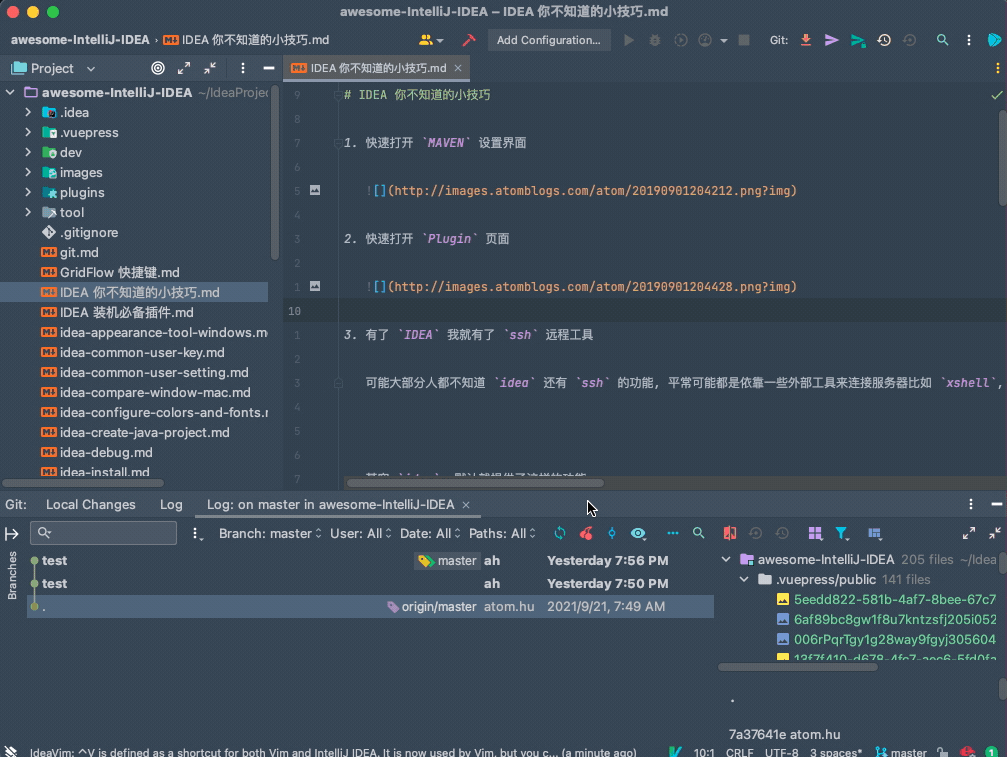 awesome-IntelliJ-IDEA – IDEA 你不知道的小技巧.md
awesome-IntelliJ-IDEA › IDEA 你不知道的小技巧.md
Add Configuration...
Git:
Project
IDEA 你不知道的小技巧.md ×
awesome-IntelliJ-IDEA ~/IdeaProjec
.idea
.vuepress
dev
images
plugins
tool
.gitignore
git.md
GridFlow 快捷键.md
IDEA 你不知道的小技巧.md
IDEA 装机必备插件.md
idea-appearance-tool-windows.m
idea-common-user-key.md
idea-common-user-setting.md
idea-compare-window-mac.md
idea-configure-colors-and-fonts.r
idea-create-java-project.md
idea-debug.md
idea-install.md
9 # IDEA 你不知道的小技巧
8
7 1. 快速打开 `MAVEN` 设置界面
6
5 ![](http://images.atomblogs.com/atom/20190901204212.png?img)
4
3 2. 快速打开 `Plugin` 页面
2
1 ![](http://images.atomblogs.com/atom/20190901204428.png?img)
10
1 3. 有了 `IDEA` 我就有了 `ssh` 远程工具
2
3 可能大部分人都不知道 `idea` 还有 `ssh` 的功能, 平常可能都是依靠一些外部工具来连接服务器比如 `xshell`,
4
5
6
7
Git: Local Changes Log Log: on master in awesome-IntelliJ-IDEA ×
Branch: master User: All Date: All Paths: All
Branches
test master ah Yesterday 7:56 PM
test ah Yesterday 7:50 PM
. origin/master atom.hu 2021/9/21, 7:49 AM
awesome-IntelliJ-IDEA 205 files ~/Idea
.vuepress/public 141 files
5eedd822-581b-4af7-8bee-67c7
6af89bc8gw1f8u7kntzsfj205i052
006rPqrTgy1g28way9fgyj305604
13f7f410-d678-4fc7-aec6-5fd0fa
.
7a37641e atom.hu
IdeaVim: ^V is defined as a shortcut for both Vim and IntelliJ IDEA. It is now used by Vim, but you c... (a minute ago)
10:1 CRLF UTF-8 3 spaces* master 1